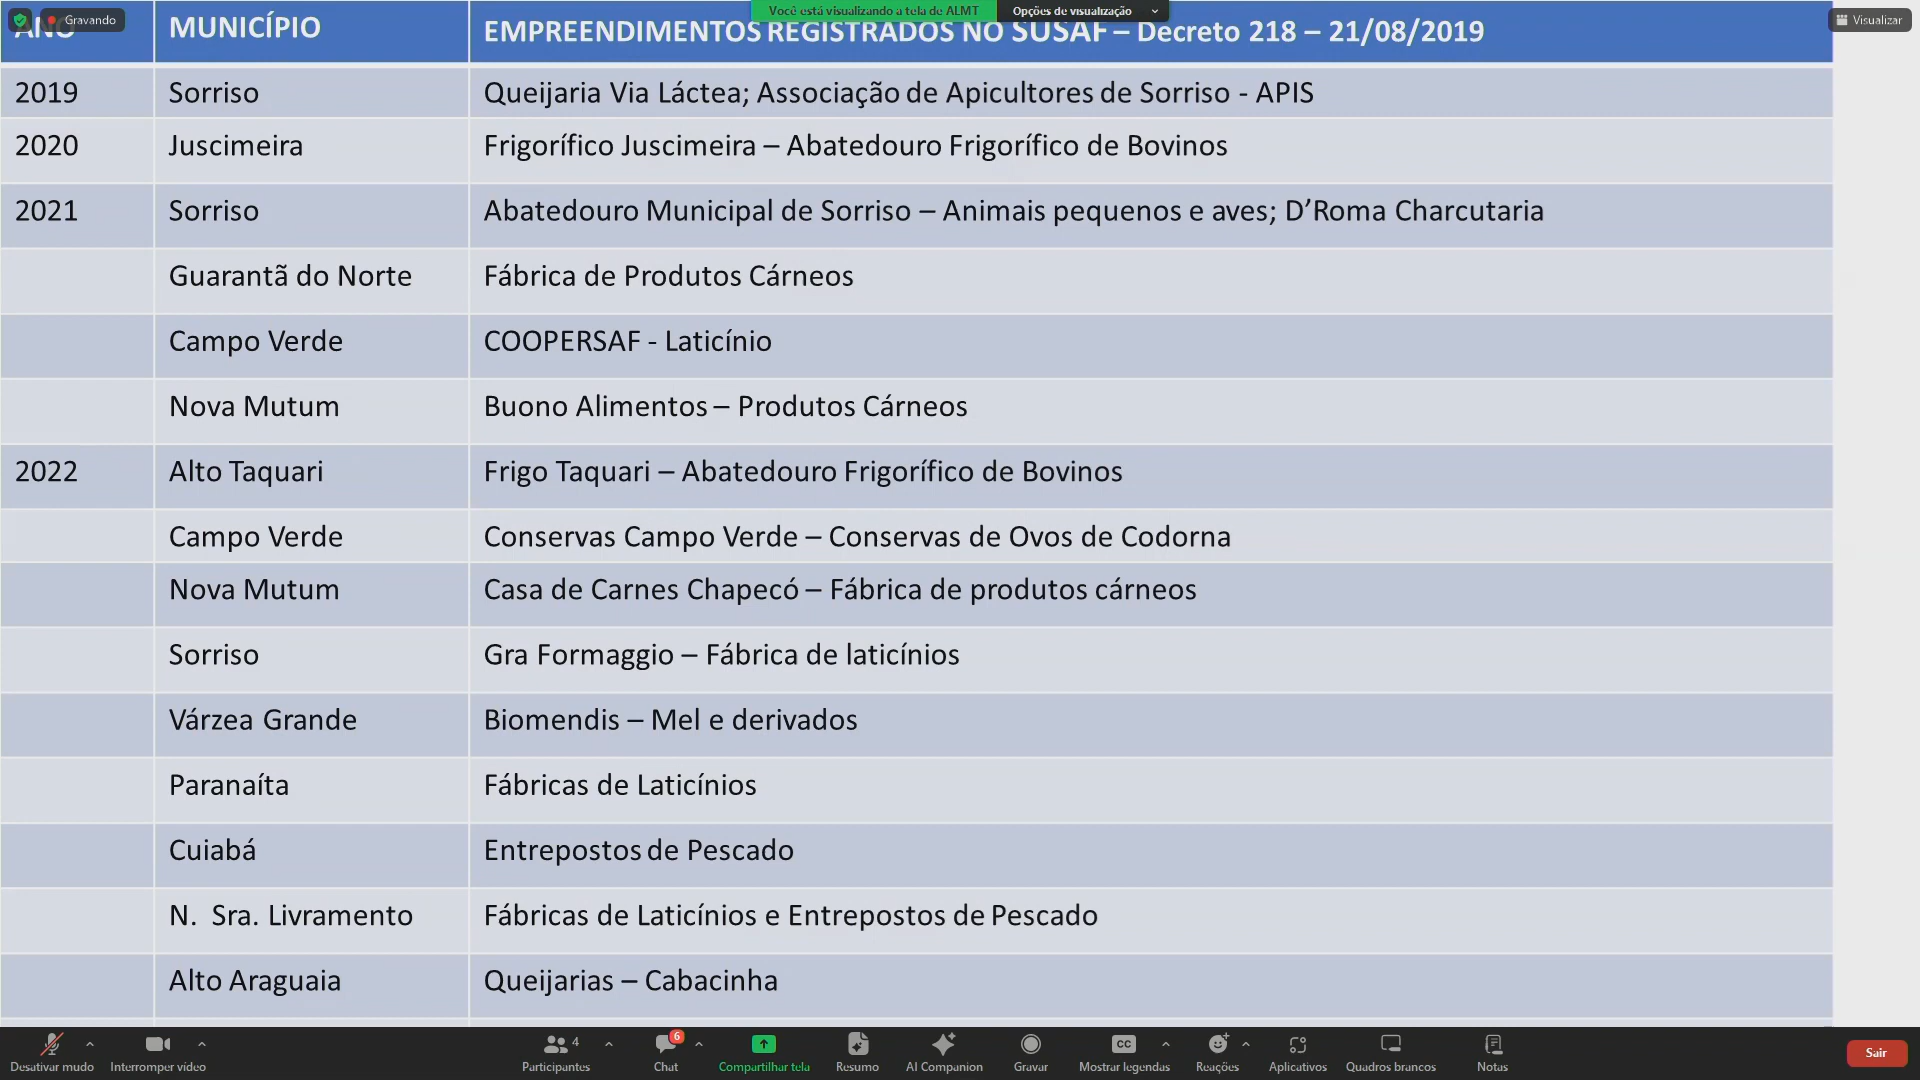 Você está visualizando a tela de ALMT Opções de visualização
Gravando
Visualizar
ANO MUNICÍPIO EMPREENDIMENTOS REGISTRADOS NO SUSAF – Decreto 218 – 21/08/2019
2019 Sorriso Queijaria Via Láctea; Associação de Apicultores de Sorriso - APIS
2020 Juscimeira Frigorífico Juscimeira – Abatedouro Frigorífico de Bovinos
2021 Sorriso Abatedouro Municipal de Sorriso – Animais pequenos e aves; D’Roma Charcutaria
Guarantã do Norte Fábrica de Produtos Cárneos
Campo Verde COOPERSAF - Laticínio
Nova Mutum Buono Alimentos – Produtos Cárneos
2022 Alto Taquari Frigo Taquari – Abatedouro Frigorífico de Bovinos
Campo Verde Conservas Campo Verde – Conservas de Ovos de Codorna
Nova Mutum Casa de Carnes Chapecó – Fábrica de produtos cárneos
Sorriso Gra Formaggio – Fábrica de laticínios
Várzea Grande Biomendis – Mel e derivados
Paranaíta Fábricas de Laticínios
Cuiabá Entrepostos de Pescado
N. Sra. Livramento Fábricas de Laticínios e Entrepostos de Pescado
Alto Araguaia Queijarias – Cabacinha
4 6 CC
Desativar mudo Interromper vídeo Participantes Chat Compartilhar tela Resumo AI Companion Gravar Mostrar legendas Reações Aplicativos Quadros brancos Notas Sair